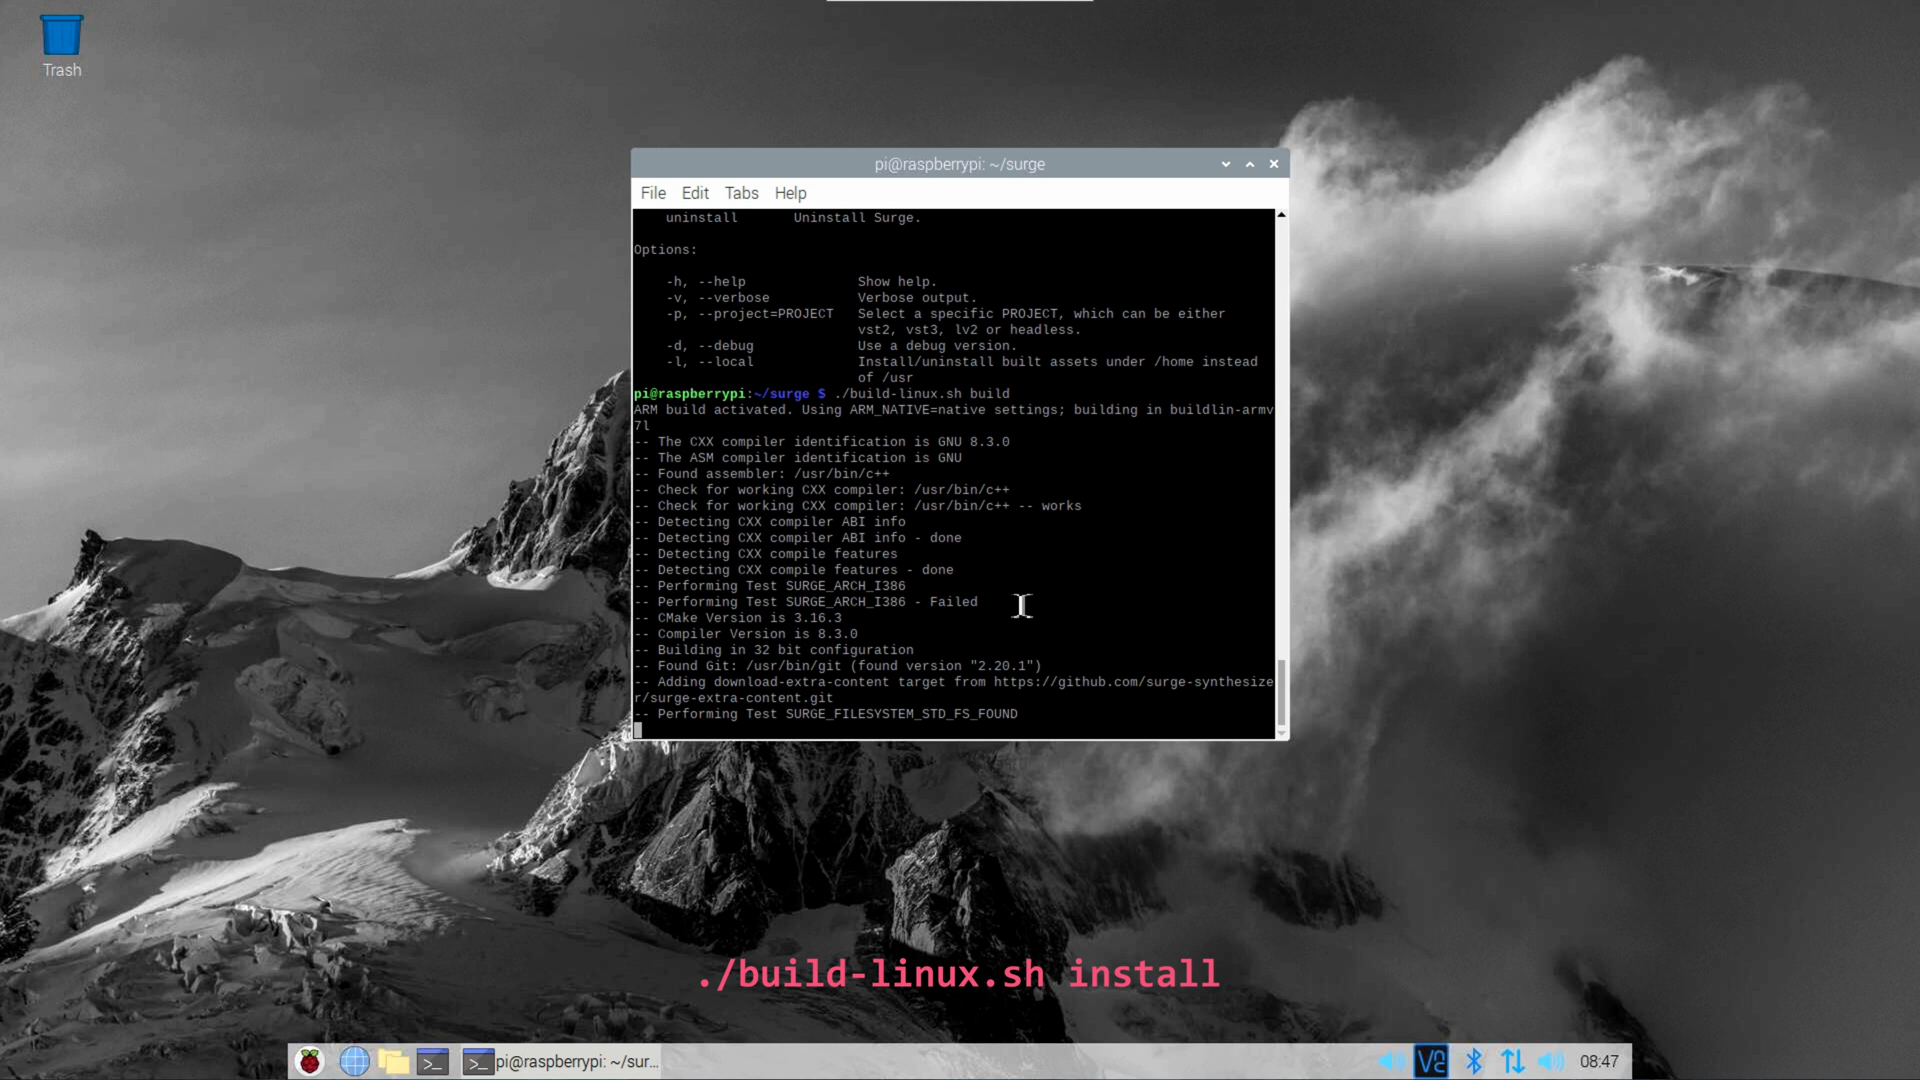 Trash
pi@raspberrypi: ~/surge
File Edit Tabs Help
uninstall Uninstall Surge.
Options:
-h, --help Show help.
-v, --verbose Verbose output.
-p, --project=PROJECT Select a specific PROJECT, which can be either
vst2, vst3, lv2 or headless.
-d, --debug Use a debug version.
-l, --local Install/uninstall built assets under /home instead
of /usr
pi@raspberrypi:~/surge $ ./build-linux.sh build
ARM build activated. Using ARM_NATIVE=native settings; building in buildlin-armv
7l
-- The CXX compiler identification is GNU 8.3.0
-- The ASM compiler identification is GNU
-- Found assembler: /usr/bin/c++
-- Check for working CXX compiler: /usr/bin/c++
-- Check for working CXX compiler: /usr/bin/c++ -- works
-- Detecting CXX compiler ABI info
-- Detecting CXX compiler ABI info - done
-- Detecting CXX compile features
-- Detecting CXX compile features - done
-- Performing Test SURGE_ARCH_I386
-- Performing Test SURGE_ARCH_I386 - Failed
-- CMake Version is 3.16.3
-- Compiler Version is 8.3.0
-- Building in 32 bit configuration
-- Found Git: /usr/bin/git (found version "2.20.1")
-- Adding download-extra-content target from https://github.com/surge-synthesize
r/surge-extra-content.git
-- Performing Test SURGE_FILESYSTEM_STD_FS_FOUND
./build-linux.sh install
pi@raspberrypi: ~/sur...
08:47